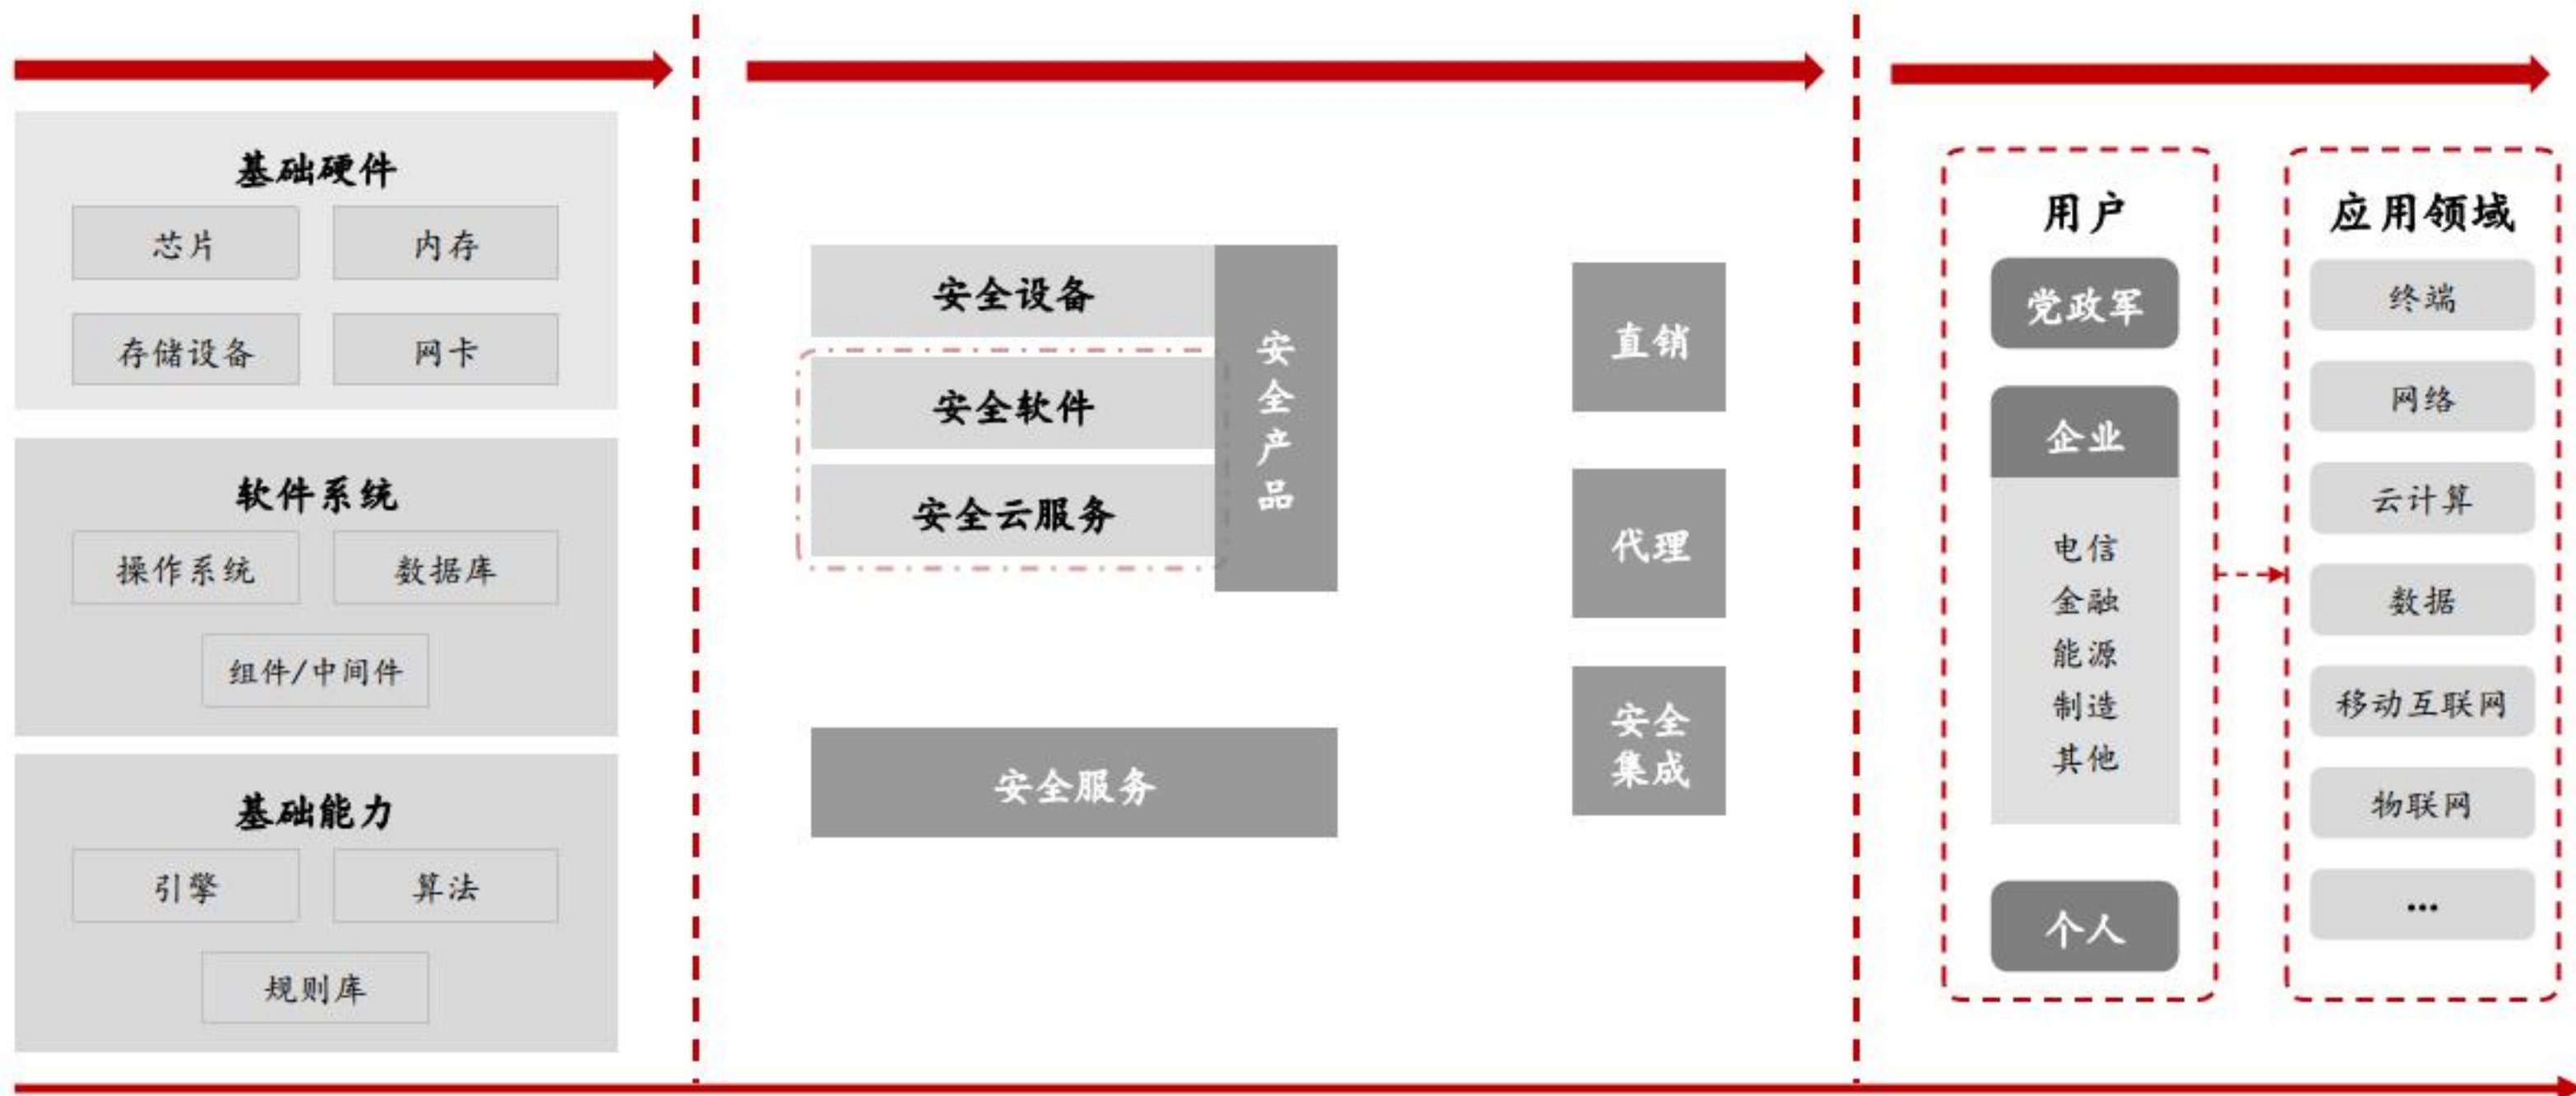 基础硬件
芯片
内存
存储设备
网卡
软件系统
操作系统
数据库
组件/中间件
基础能力
引擎
算法
规则库
安全设备
安全软件
安全云服务
安全产品
安全服务
直销
代理
安全
集成
用户
党政军
企业
电信
金融
能源
制造
其他
个人
应用领域
终端
网络
云计算
数据
移动互联网
物联网
...